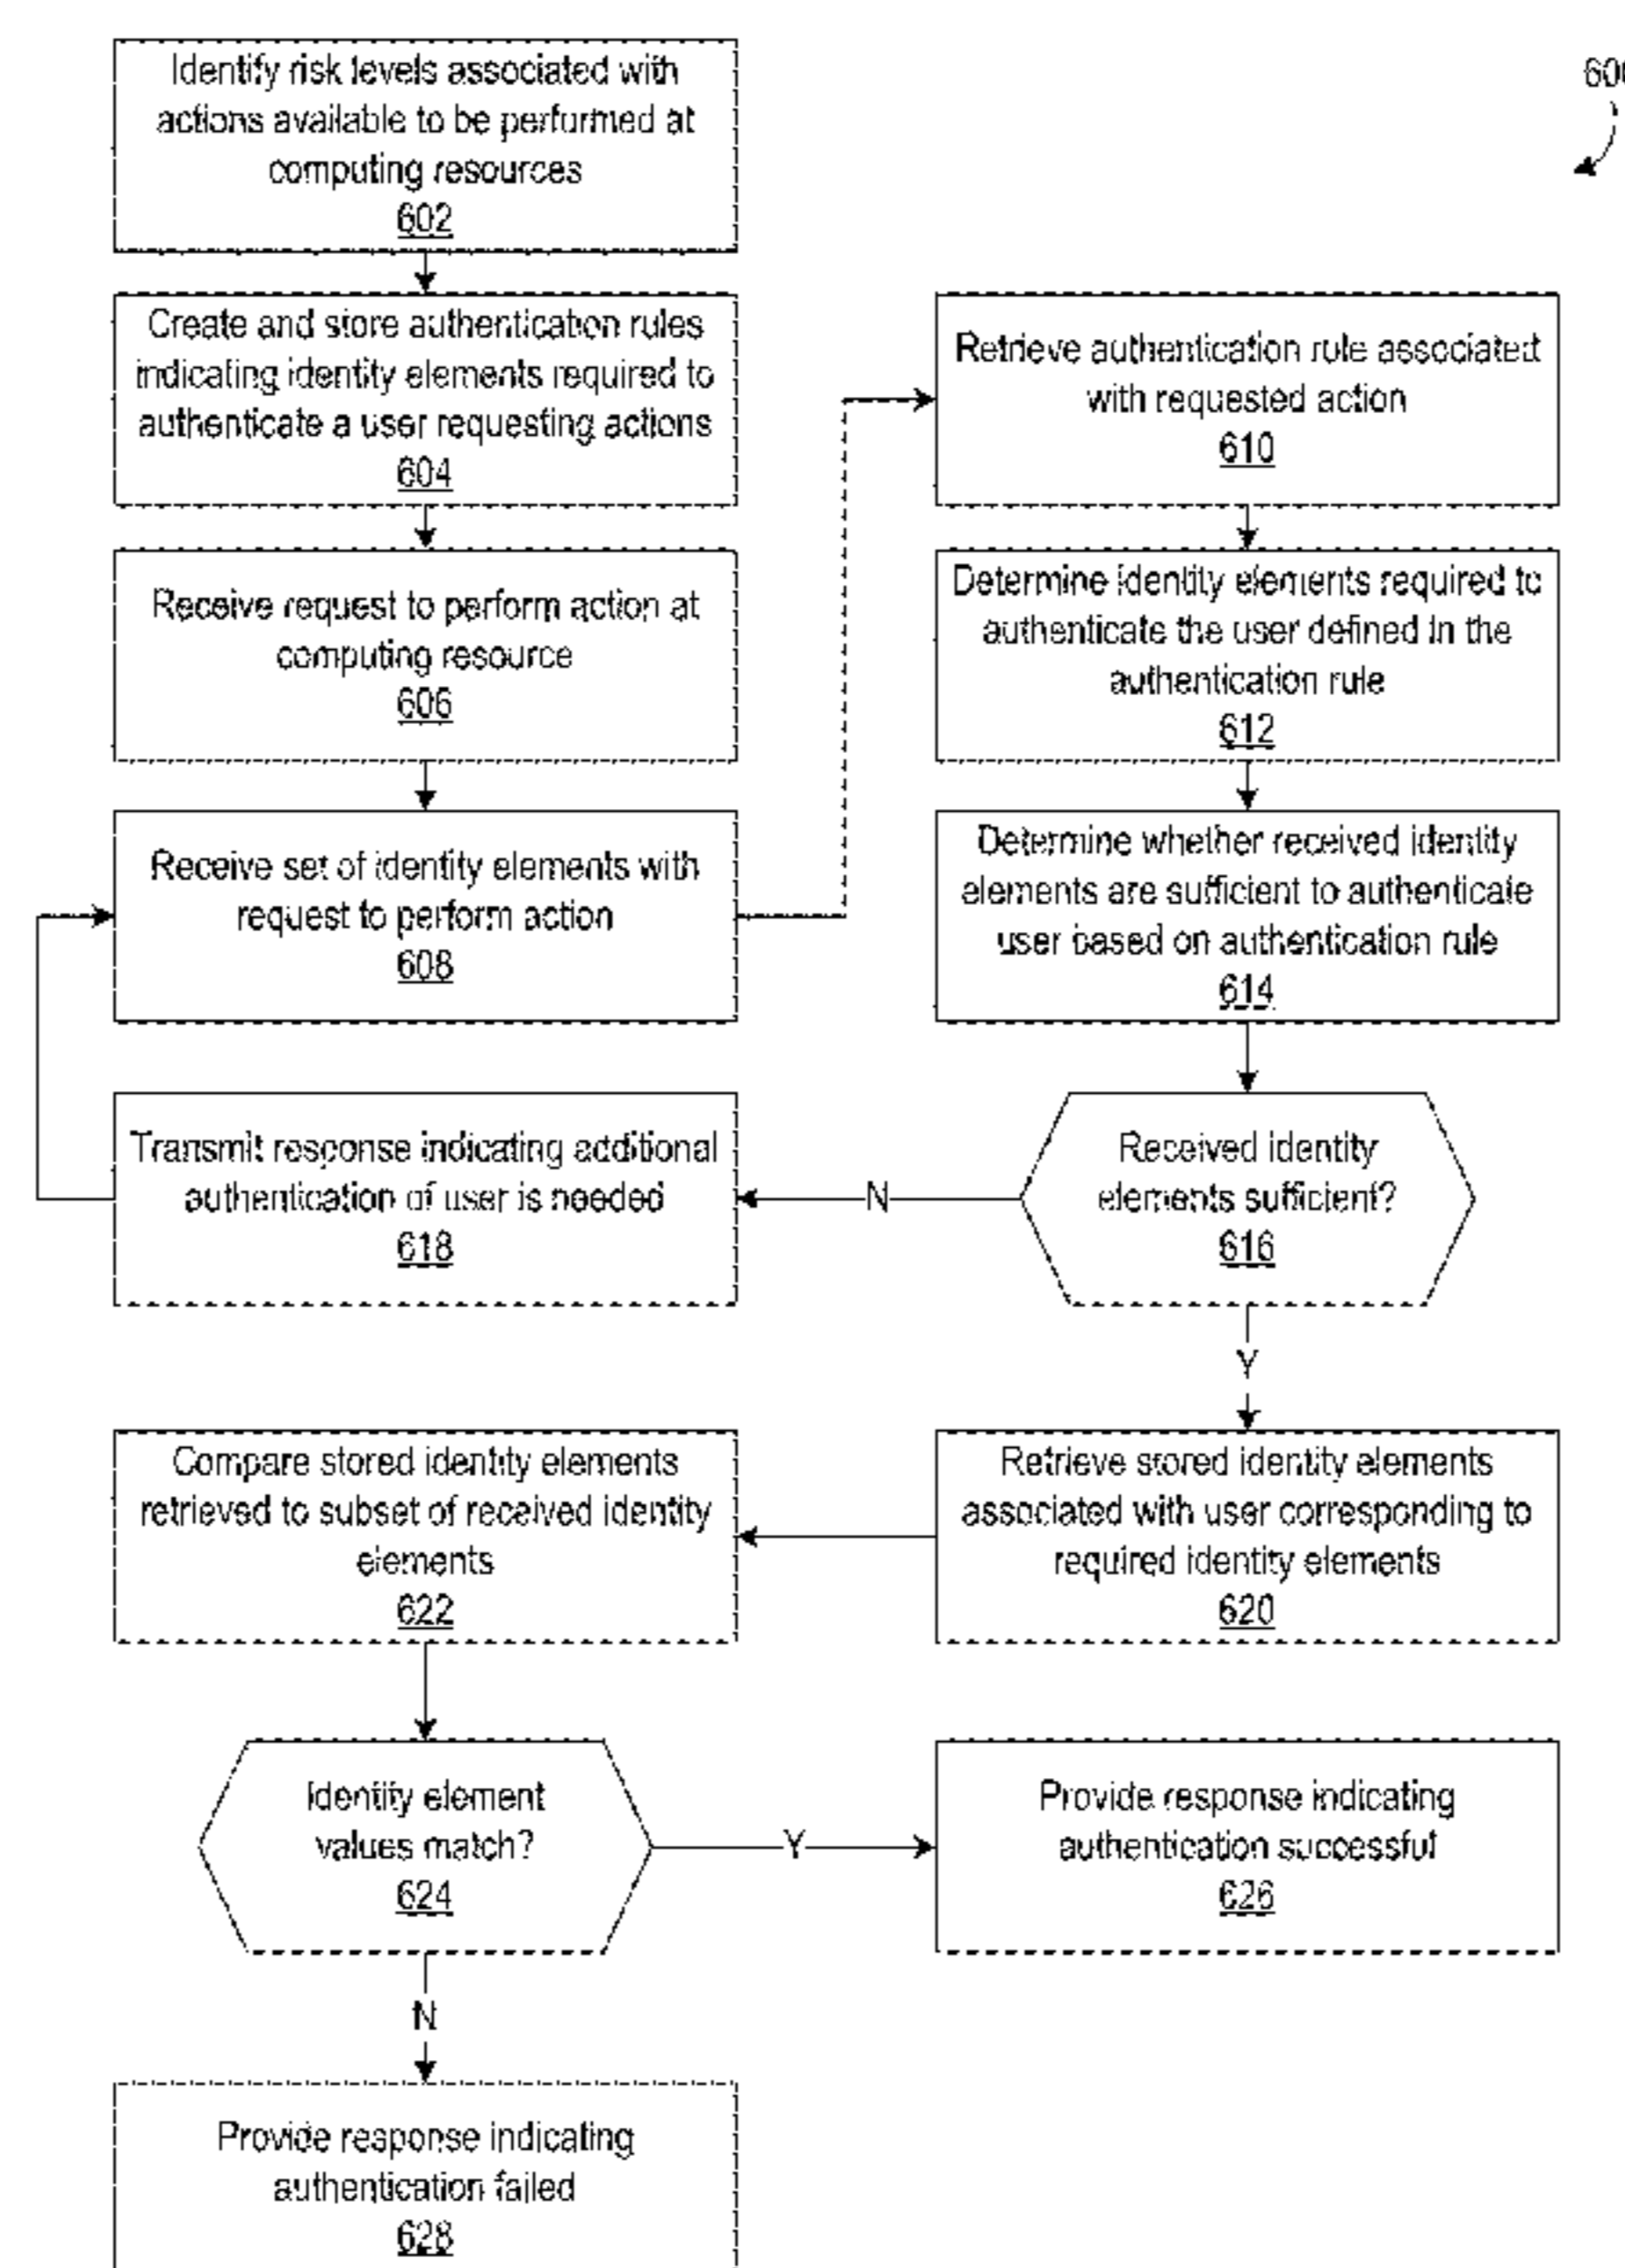 Identify risk levels associated with
actions available to be performed at
computing resources
602
Create and store authentication rules
indicating identity elements required to
authenticate a user requesting actions
604
Receive request to perform action at
computing resource
606
Receive set of identity elements with
request to perform action
608
Retrieve authentication rule associated
with requested action
610
Determine identity elements required to
authenticate the user defined in the
authentication rule
612
Determine whether received identity
elements are sufficient to authenticate
user based on authentication rule
614
Received identity
elements sufficient?
616
N
Transmit response indicating additional
authentication of user is needed
618
Y
Retrieve stored identity elements
associated with user corresponding to
required identity elements
620
Compare stored identity elements
retrieved to subset of received identity
elements
622
Identity element
values match?
624
Y
Provide response indicating
authentication successful
626
N
Provide response indicating
authentication failed
628